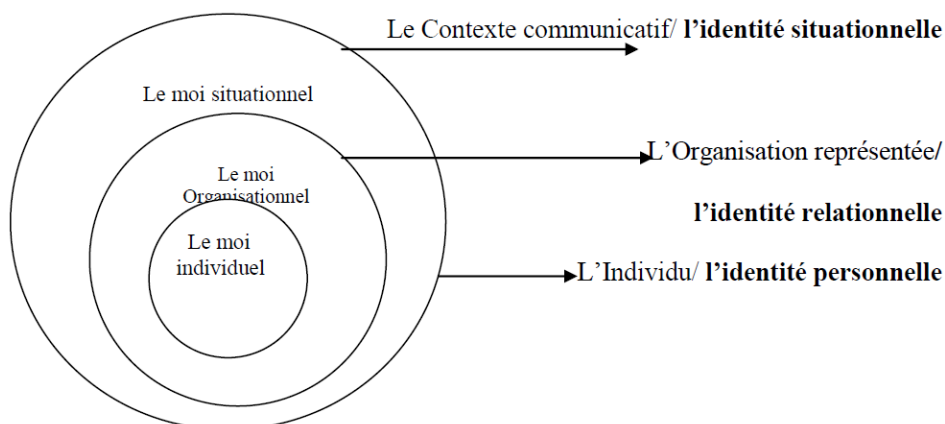 Le Contexte communicatif/ l’identité situationnelle
Le moi situationnel
L’Organisation représentée/
Le moi
Organisationnel
l’identité relationnelle
Le moi
individuel
L’Individu/ l’identité personnelle